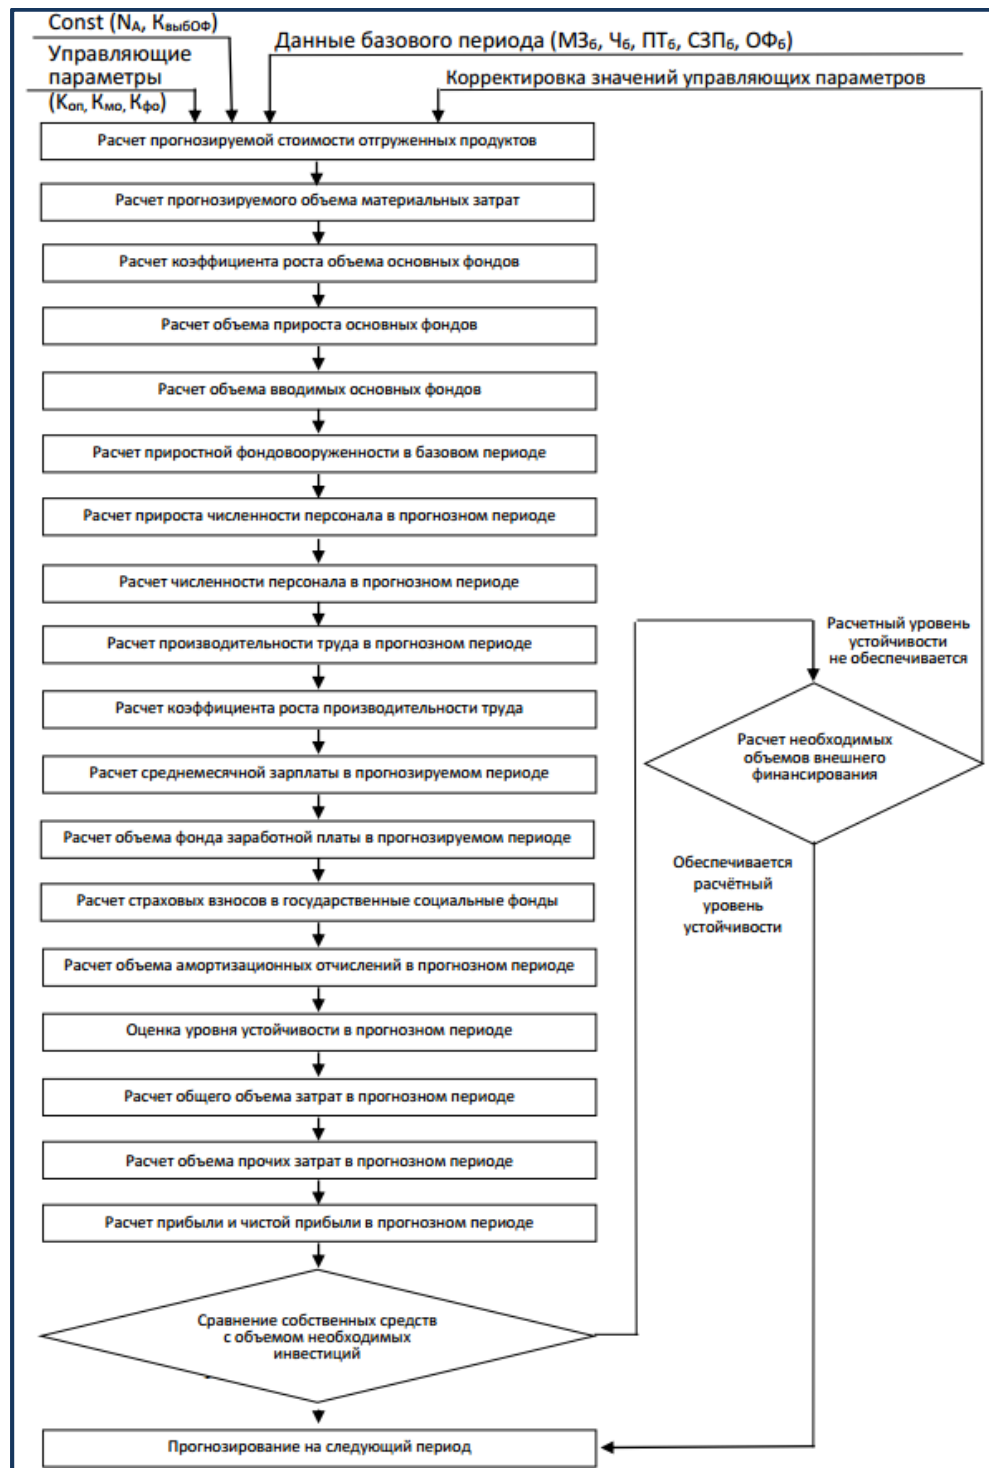 Const (NА, КвыбОФ)
Управляющие
параметры
(Коп, Кмо, Кфо)
Данные базового периода (МЗб, Чб, ПТб, СЗПб, ОФб)
Корректировка значений управляющих параметров
Расчет прогнозируемой стоимости отгруженных продуктов
Расчет прогнозируемого объема материальных затрат
Расчет коэффициента роста объема основных фондов
Расчет объема прироста основных фондов
Расчет объема вводимых основных фондов
Расчет приростной фондовооруженности в базовом периоде
Расчет прироста численности персонала в прогнозном периоде
Расчет численности персонала в прогнозном периоде
Расчет производительности труда в прогнозном периоде
Расчет коэффициента роста производительности труда
Расчет среднемесячной зарплаты в прогнозируемом периоде
Расчет объема фонда заработной платы в прогнозируемом периоде
Расчет страховых взносов в государственные социальные фонды
Расчет объема амортизационных отчислений в прогнозном периоде
Оценка уровня устойчивости в прогнозном периоде
Расчет общего объема затрат в прогнозном периоде
Расчет объема прочих затрат в прогнозном периоде
Расчет прибыли и чистой прибыли в прогнозном периоде
Сравнение собственных средств
с объемом необходимых
инвестиций
Расчетный уровень
устойчивости
не обеспечивается
Расчет необходимых
объемов внешнего
финансирования
Обеспечивается
расчётный
уровень
устойчивости
Прогнозирование на следующий период